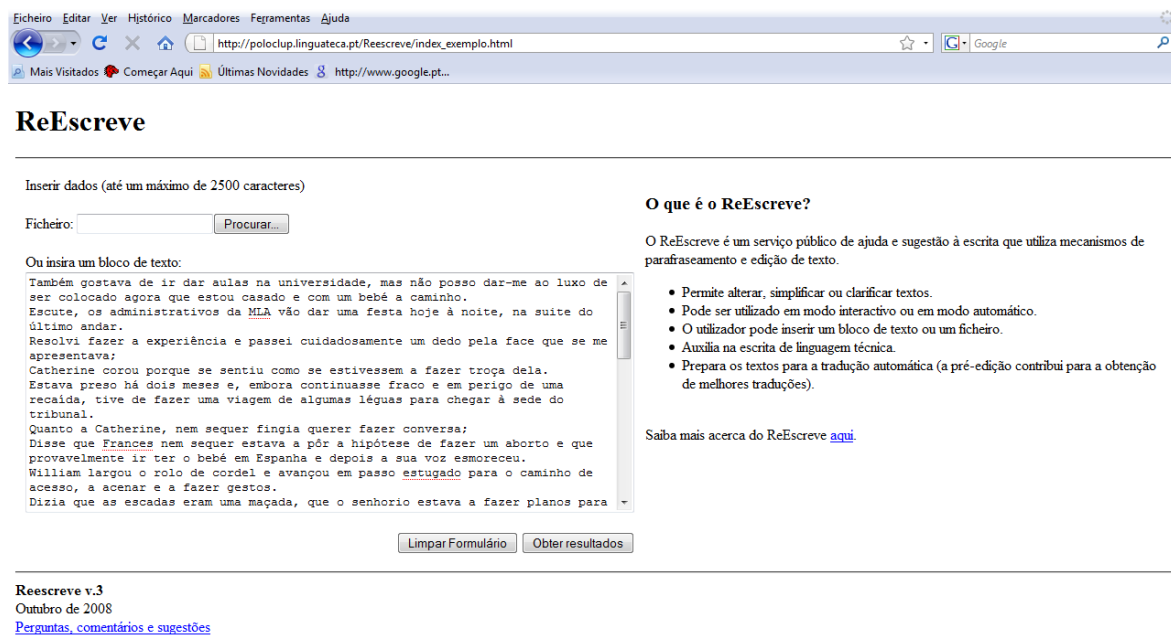 Ficheiro Editar Ver Histórico Marcadores Ferramentas Ajuda
http://poloclup.linguateca.pt/Reescreve/index_exemplo.html
G Google
Mais Visitados Começar Aqui Últimas Novidades http://www.google.pt...
ReEscreve
Inserir dados (até um máximo de 2500 caracteres)
Ficheiro: Procurar...
Ou insira um bloco de texto:
Também gostava de ir dar aulas na universidade, mas não posso dar-me ao luxo de
ser colocado agora que estou casado e com um bebé a caminho.
Escute, os administrativos da MLA vão dar uma festa hoje à noite, na suite do
último andar.
Resolvi fazer a experiência e passei cuidadosamente um dedo pela face que se me
apresentava;
Catherine corou porque se sentiu como se estivessem a fazer troça dela.
Estava preso há dois meses e, embora continuasse fraco e em perigo de uma
recaída, tive de fazer uma viagem de algumas léguas para chegar à sede do
tribunal.
Quanto a Catherine, nem sequer fingia querer fazer conversa;
Disse que Frances nem sequer estava a pôr a hipótese de fazer um aborto e que
provavelmente ir ter o bebé em Espanha e depois a sua voz esmoreceu.
William largou o rolo de cordel e avançou em passo estugado para o caminho de
acesso, a acenar e a fazer gestos.
Dizia que as escadas eram uma maçada, que o senhorio estava a fazer planos para
Limpar Formulário Obter resultados
O que é o ReEscreve?
O ReEscreve é um serviço público de ajuda e sugestão à escrita que utiliza mecanismos de
parafraseamento e edição de texto.
Permite alterar, simplificar ou clarificar textos.
Pode ser utilizado em modo interactivo ou em modo automático.
O utilizador pode inserir um bloco de texto ou um ficheiro.
Auxilia na escrita de linguagem técnica.
Prepara os textos para a tradução automática (a pré-edição contribui para a obtenção
de melhores traduções).
Saiba mais acerca do ReEscreve aqui.
Reescreve v.3
Outubro de 2008
Perguntas, comentários e sugestões